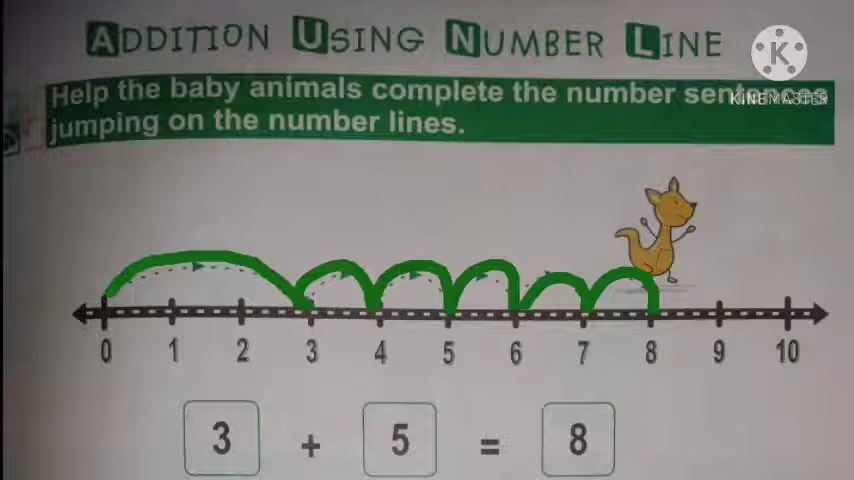 ADDITION USING NUMBER LINE
Help the baby animals complete the number sentences
jumping on the number lines.
K
KINEMASTER
0 1 2 3 4 5 6 7 8 9 10
3 + 5 = 8